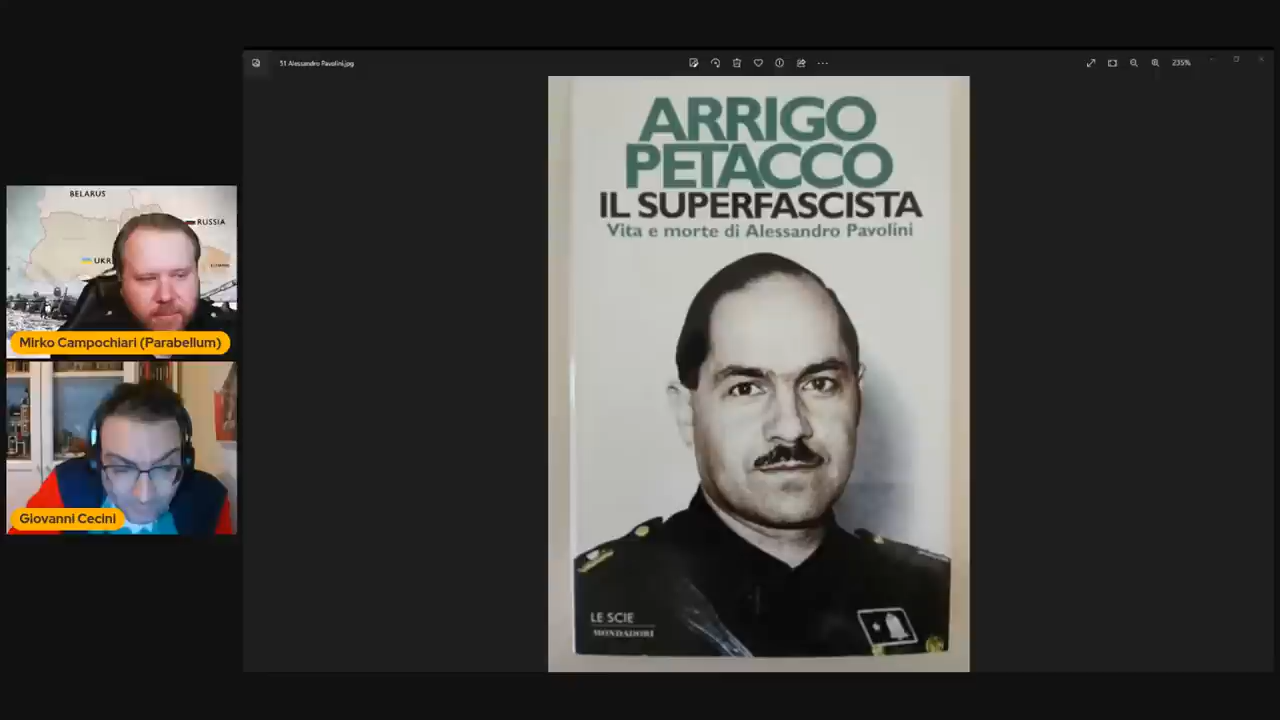 51 Alessandro Pavolini.jpg
235%
ARRIGO
PETACCO
IL SUPERFASCISTA
Vita e morte di Alessandro Pavolini
LE SCIE
MONDADORI
BELARUS
RUSSIA
UKR
Mirko Campochiari (Parabellum)
Giovanni Cecini